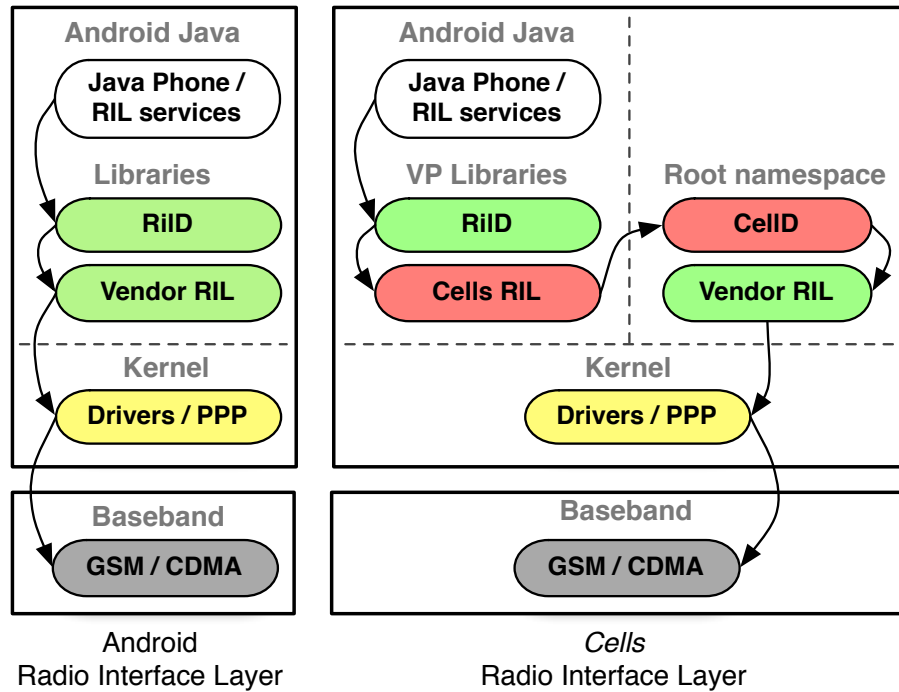 Android Java
Java Phone /
RIL services
Libraries
RilD
Vendor RIL
Kernel
Drivers / PPP
Baseband
GSM / CDMA
Android
Radio Interface Layer
Android Java
Java Phone /
RIL services
VP Libraries
RilD
Cells RIL
Root namespace
CellD
Vendor RIL
Kernel
Drivers / PPP
Baseband
GSM / CDMA
Cells
Radio Interface Layer